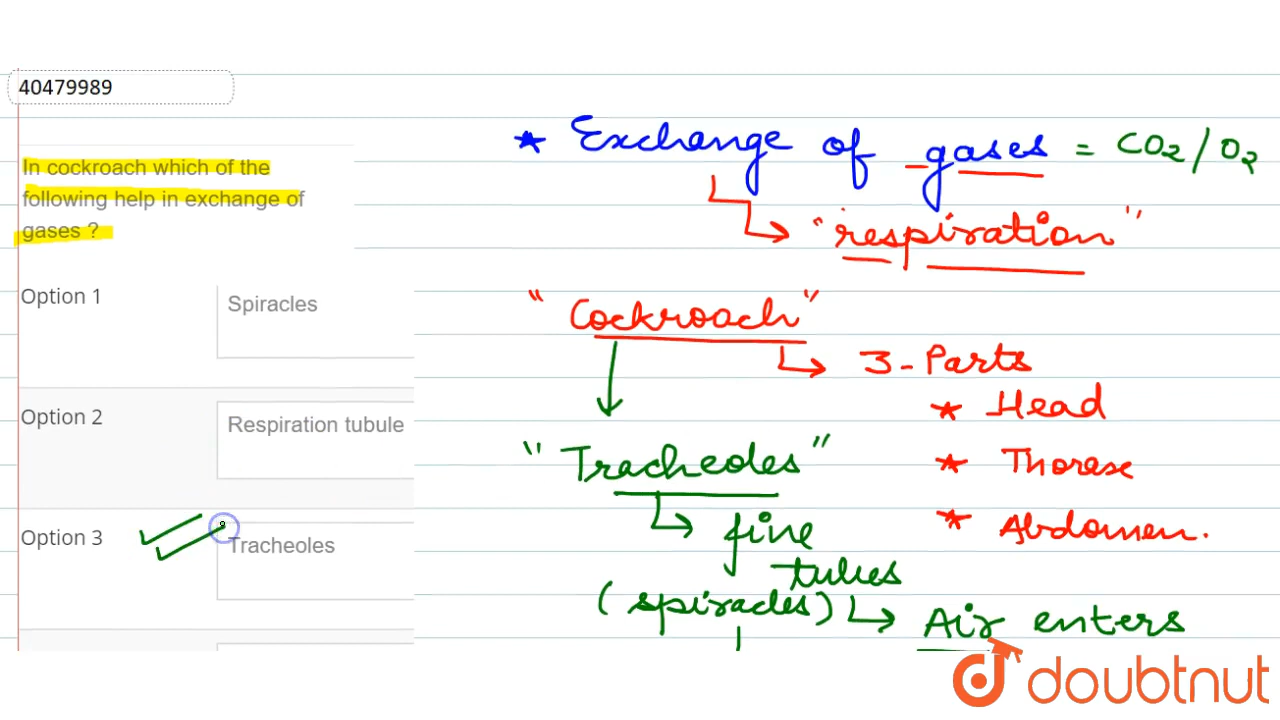 40479989
In cockroach which of the
following help in exchange of
gases ?
Option 1
Spiracles
Option 2
Respiration tubule
Option 3
Tracheoles
* Exchange of gases = CO2/O2
"respiration"
"Cockroach"
3-Parts
* Head
* Thorax
* Abdomen.
"Tracheoles"
fine
tubes
(spiracles)
Air enters
doubtnut